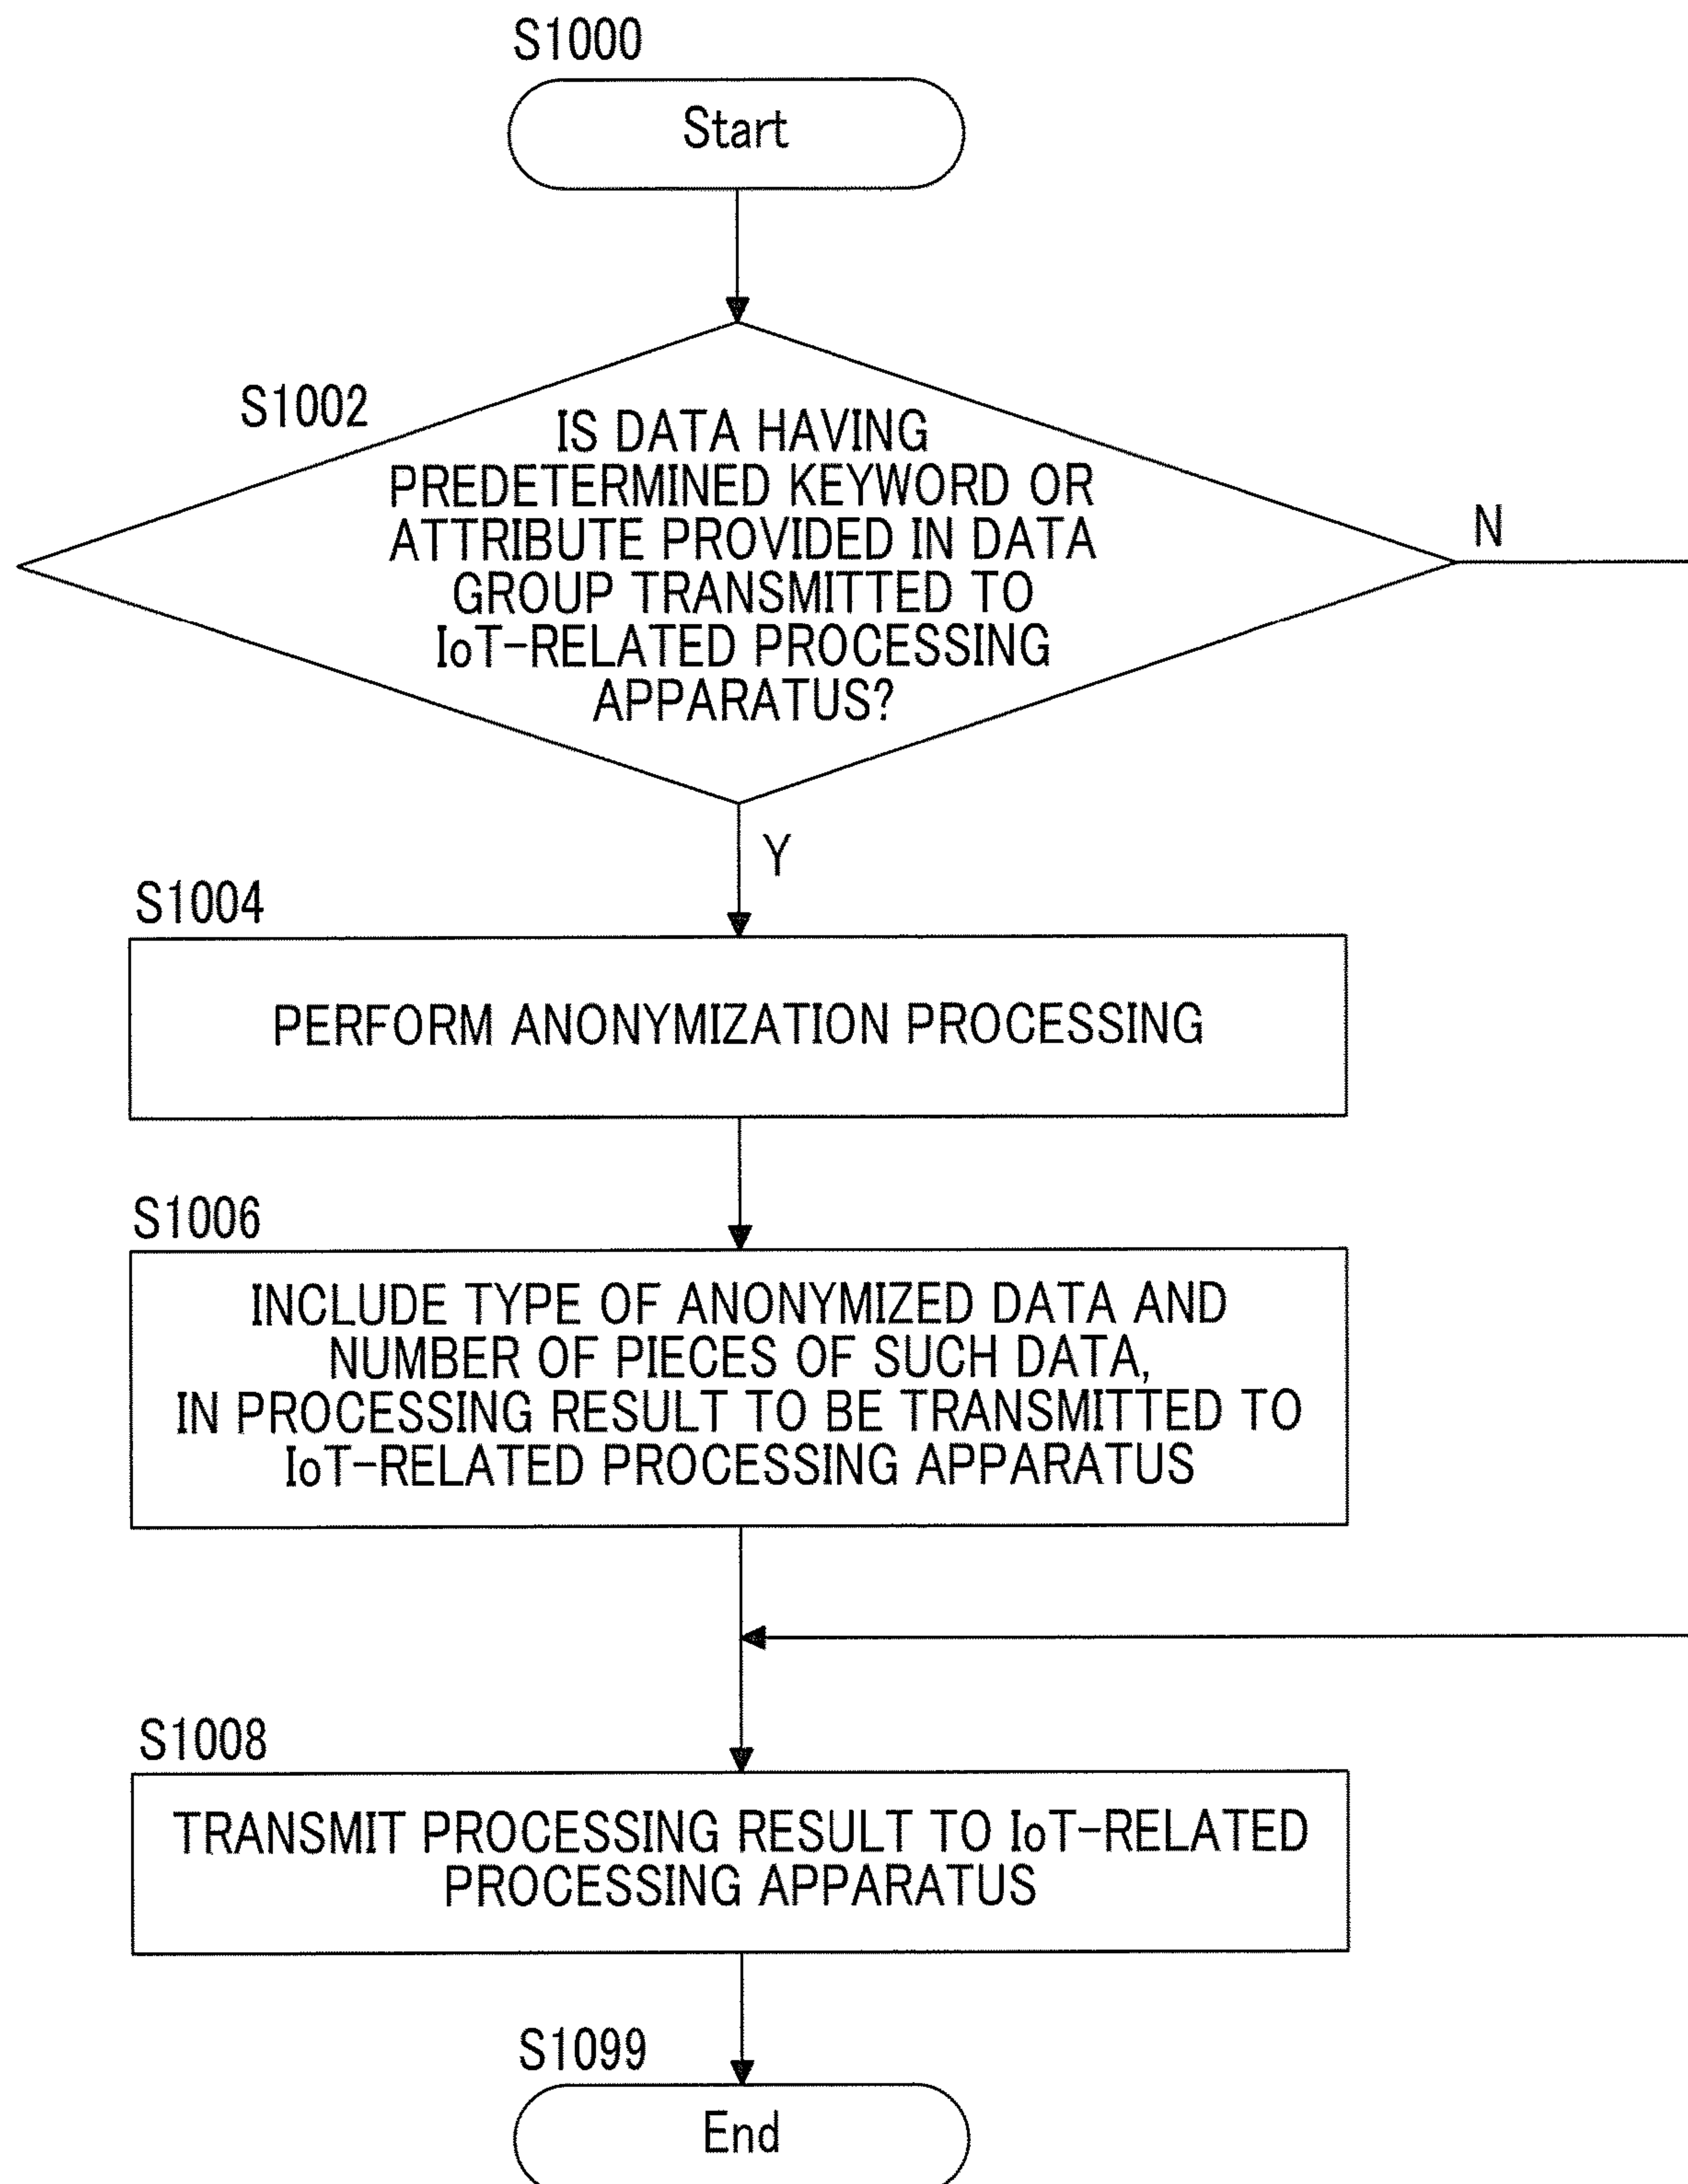 S1000
Start
S1002
IS DATA HAVING
PREDETERMINED KEYWORD OR
ATTRIBUTE PROVIDED IN DATA
GROUP TRANSMITTED TO
IoT-RELATED PROCESSING
APPARATUS?
N
Y
S1004
PERFORM ANONYMIZATION PROCESSING
S1006
INCLUDE TYPE OF ANONYMIZED DATA AND
NUMBER OF PIECES OF SUCH DATA,
IN PROCESSING RESULT TO BE TRANSMITTED TO
IoT-RELATED PROCESSING APPARATUS
S1008
TRANSMIT PROCESSING RESULT TO IoT-RELATED
PROCESSING APPARATUS
S1099
End